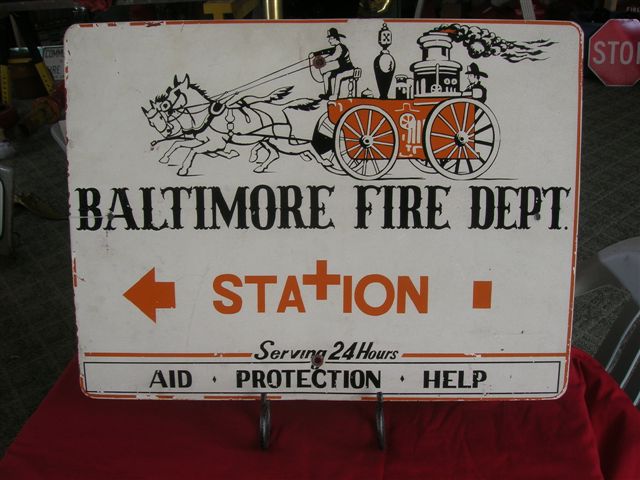 BALTIMORE FIRE DEPT.
STATION
Serving 24 Hours
AID · PROTECTION · HELP
STOP